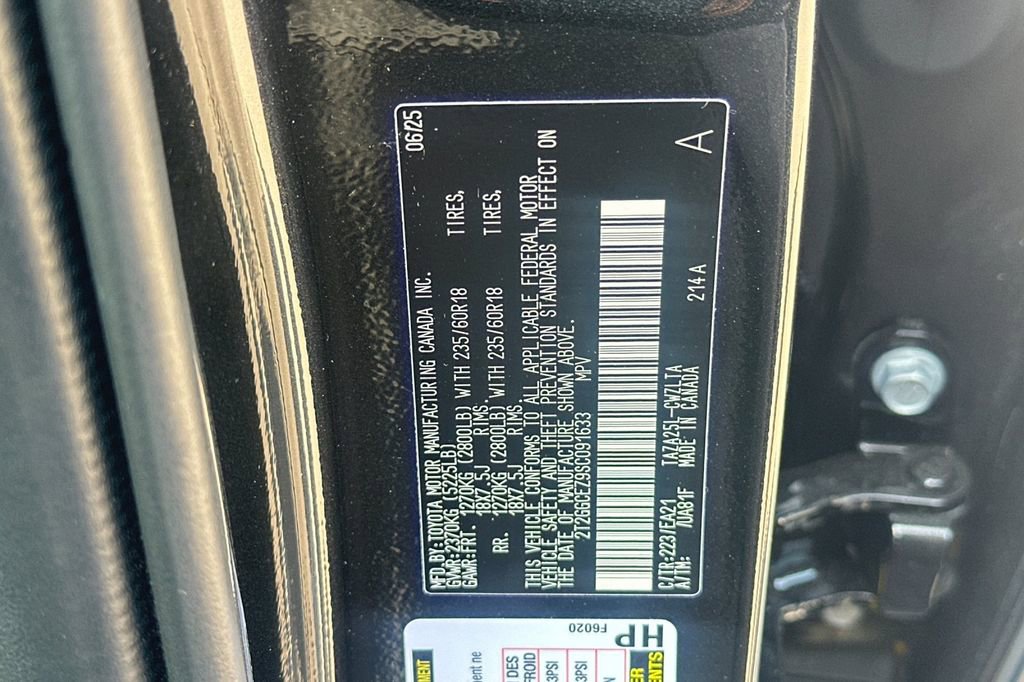 MFD.BY:TOYOTA MOTOR MANUFACTURING CANADA INC. 06/25
GVWR:2370KG (5225LB)
GAWR:FRT. 1270KG (2800LB) WITH 235/60R18 TIRES,
18X7.5J RIMS.
RR. 1270KG (2800LB) WITH 235/60R18 TIRES,
18X7.5J RIMS.
THIS VEHICLE CONFORMS TO ALL APPLICABLE FEDERAL MOTOR
VEHICLE SAFETY AND THEFT PREVENTION STANDARDS IN EFFECT ON
THE DATE OF MANUFACTURE SHOWN ABOVE.
2T2GGCEZ9SC091633 MPV
C/TR:223/EA21 TAZA25L-CWZLTA 214A
A/TM: /UA81F MADE IN CANADA
A
F6020
HP